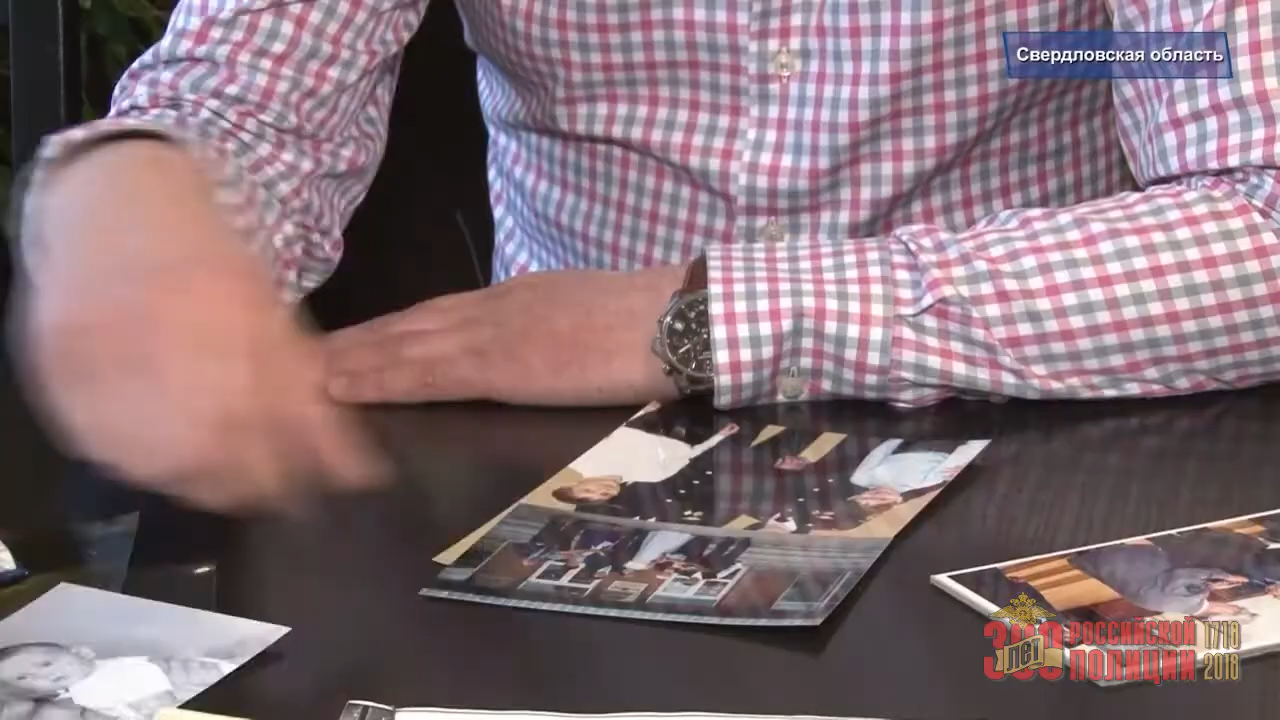 Свердловская область
300 РОССИЙСКОЙ 1718
лет ПОЛИЦИИ 2018